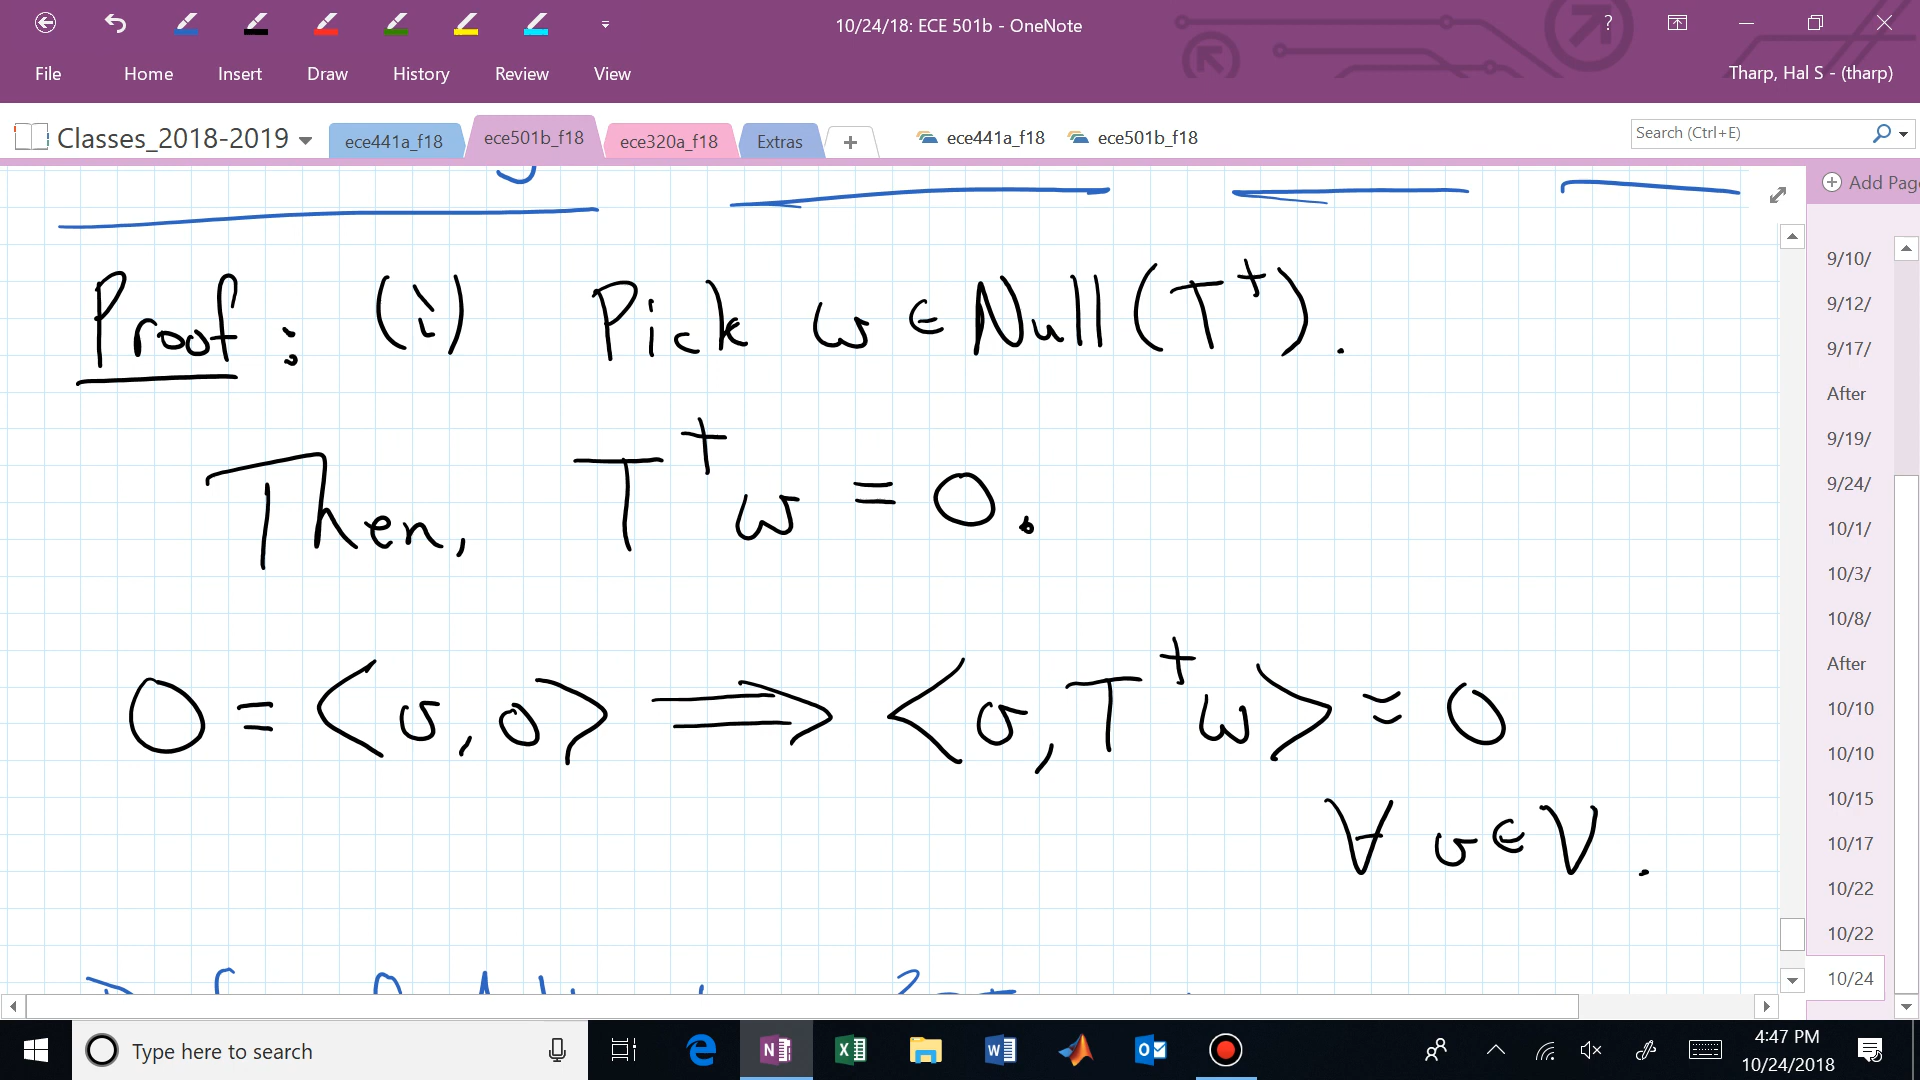 10/24/18: ECE 501b - OneNote
?
File Home Insert Draw History Review View
Tharp, Hal S - (tharp)
Classes_2018-2019
ece441a_f18 ece501b_f18 ece320a_f18 Extras + ece441a_f18 ece501b_f18
Search (Ctrl+E)
Add Pag
9/10/
9/12/
9/17/
After
9/19/
9/24/
10/1/
10/3/
10/8/
After
10/10
10/10
10/15
10/17
10/22
10/22
10/24
Proof: (i) Pick w ∈ Null(T⁺).
Then, T⁺w = 0.
0 = <v, 0> ⟹ <v, T⁺w> = 0
∀ v ∈ V.
Type here to search
4:47 PM
10/24/2018